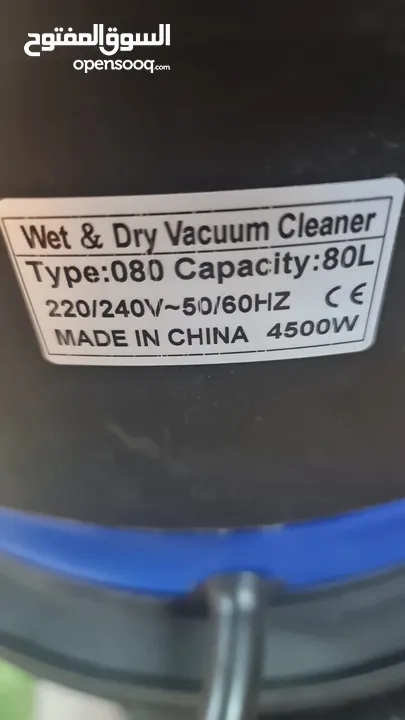 السوق المفتوح
opensooq.com
Wet & Dry Vacuum Cleaner
Type:080 Capacity:80L
220/240V~50/60HZ CE
MADE IN CHINA 4500W